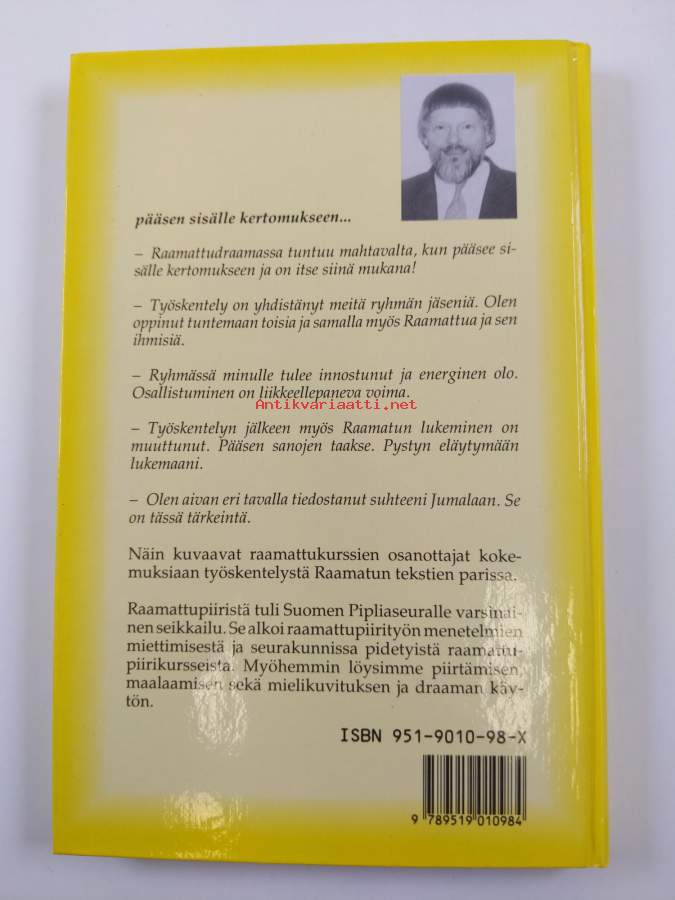 pääsen sisälle kertomukseen...
– Raamattudraamassa tuntuu mahtavalta, kun pääsee si-
sälle kertomukseen ja on itse siinä mukana!
– Työskentely on yhdistänyt meitä ryhmän jäseniä. Olen
oppinut tuntemaan toisia ja samalla myös Raamattua ja sen
ihmisiä.
– Ryhmässä minulle tulee innostunut ja energinen olo.
Osallistuminen on liikkeellepaneva voima.
Antikvariaatti.net
– Työskentelyn jälkeen myös Raamatun lukeminen on
muuttunut. Pääsen sanojen taakse. Pystyn eläytymään
lukemaani.
– Olen aivan eri tavalla tiedostanut suhteeni Jumalaan. Se
on tässä tärkeintä.
Näin kuvaavat raamattukurssien osanottajat koke-
muksiaan työskentelystä Raamatun tekstien parissa.
Raamattupiiristä tuli Suomen Pipliaseuralle varsinai-
nen seikkailu. Se alkoi raamattupiirityön menetelmien
miettimisestä ja seurakunnissa pidetyistä raamattu-
piirikursseista. Myöhemmin löysimme piirtämisen,
maalaamisen sekä mielikuvituksen ja draaman käy-
tön.
ISBN 951-9010-98-X
9 789519 010984